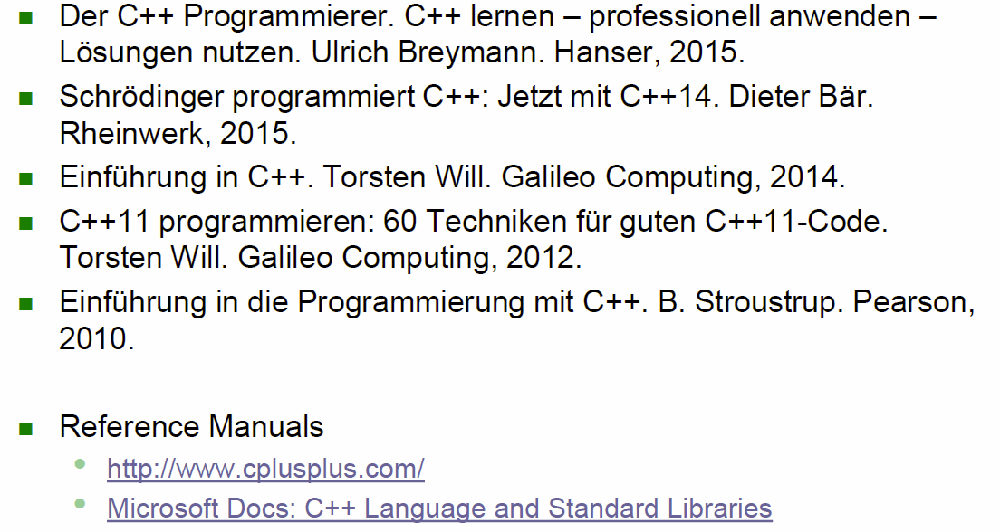 Der C++ Programmierer. C++ lernen – professionell anwenden –
Lösungen nutzen. Ulrich Breymann. Hanser, 2015.
Schrödinger programmiert C++: Jetzt mit C++14. Dieter Bär.
Rheinwerk, 2015.
Einführung in C++. Torsten Will. Galileo Computing, 2014.
C++11 programmieren: 60 Techniken für guten C++11-Code.
Torsten Will. Galileo Computing, 2012.
Einführung in die Programmierung mit C++. B. Stroustrup. Pearson,
2010.
Reference Manuals
http://www.cplusplus.com/
Microsoft Docs: C++ Language and Standard Libraries